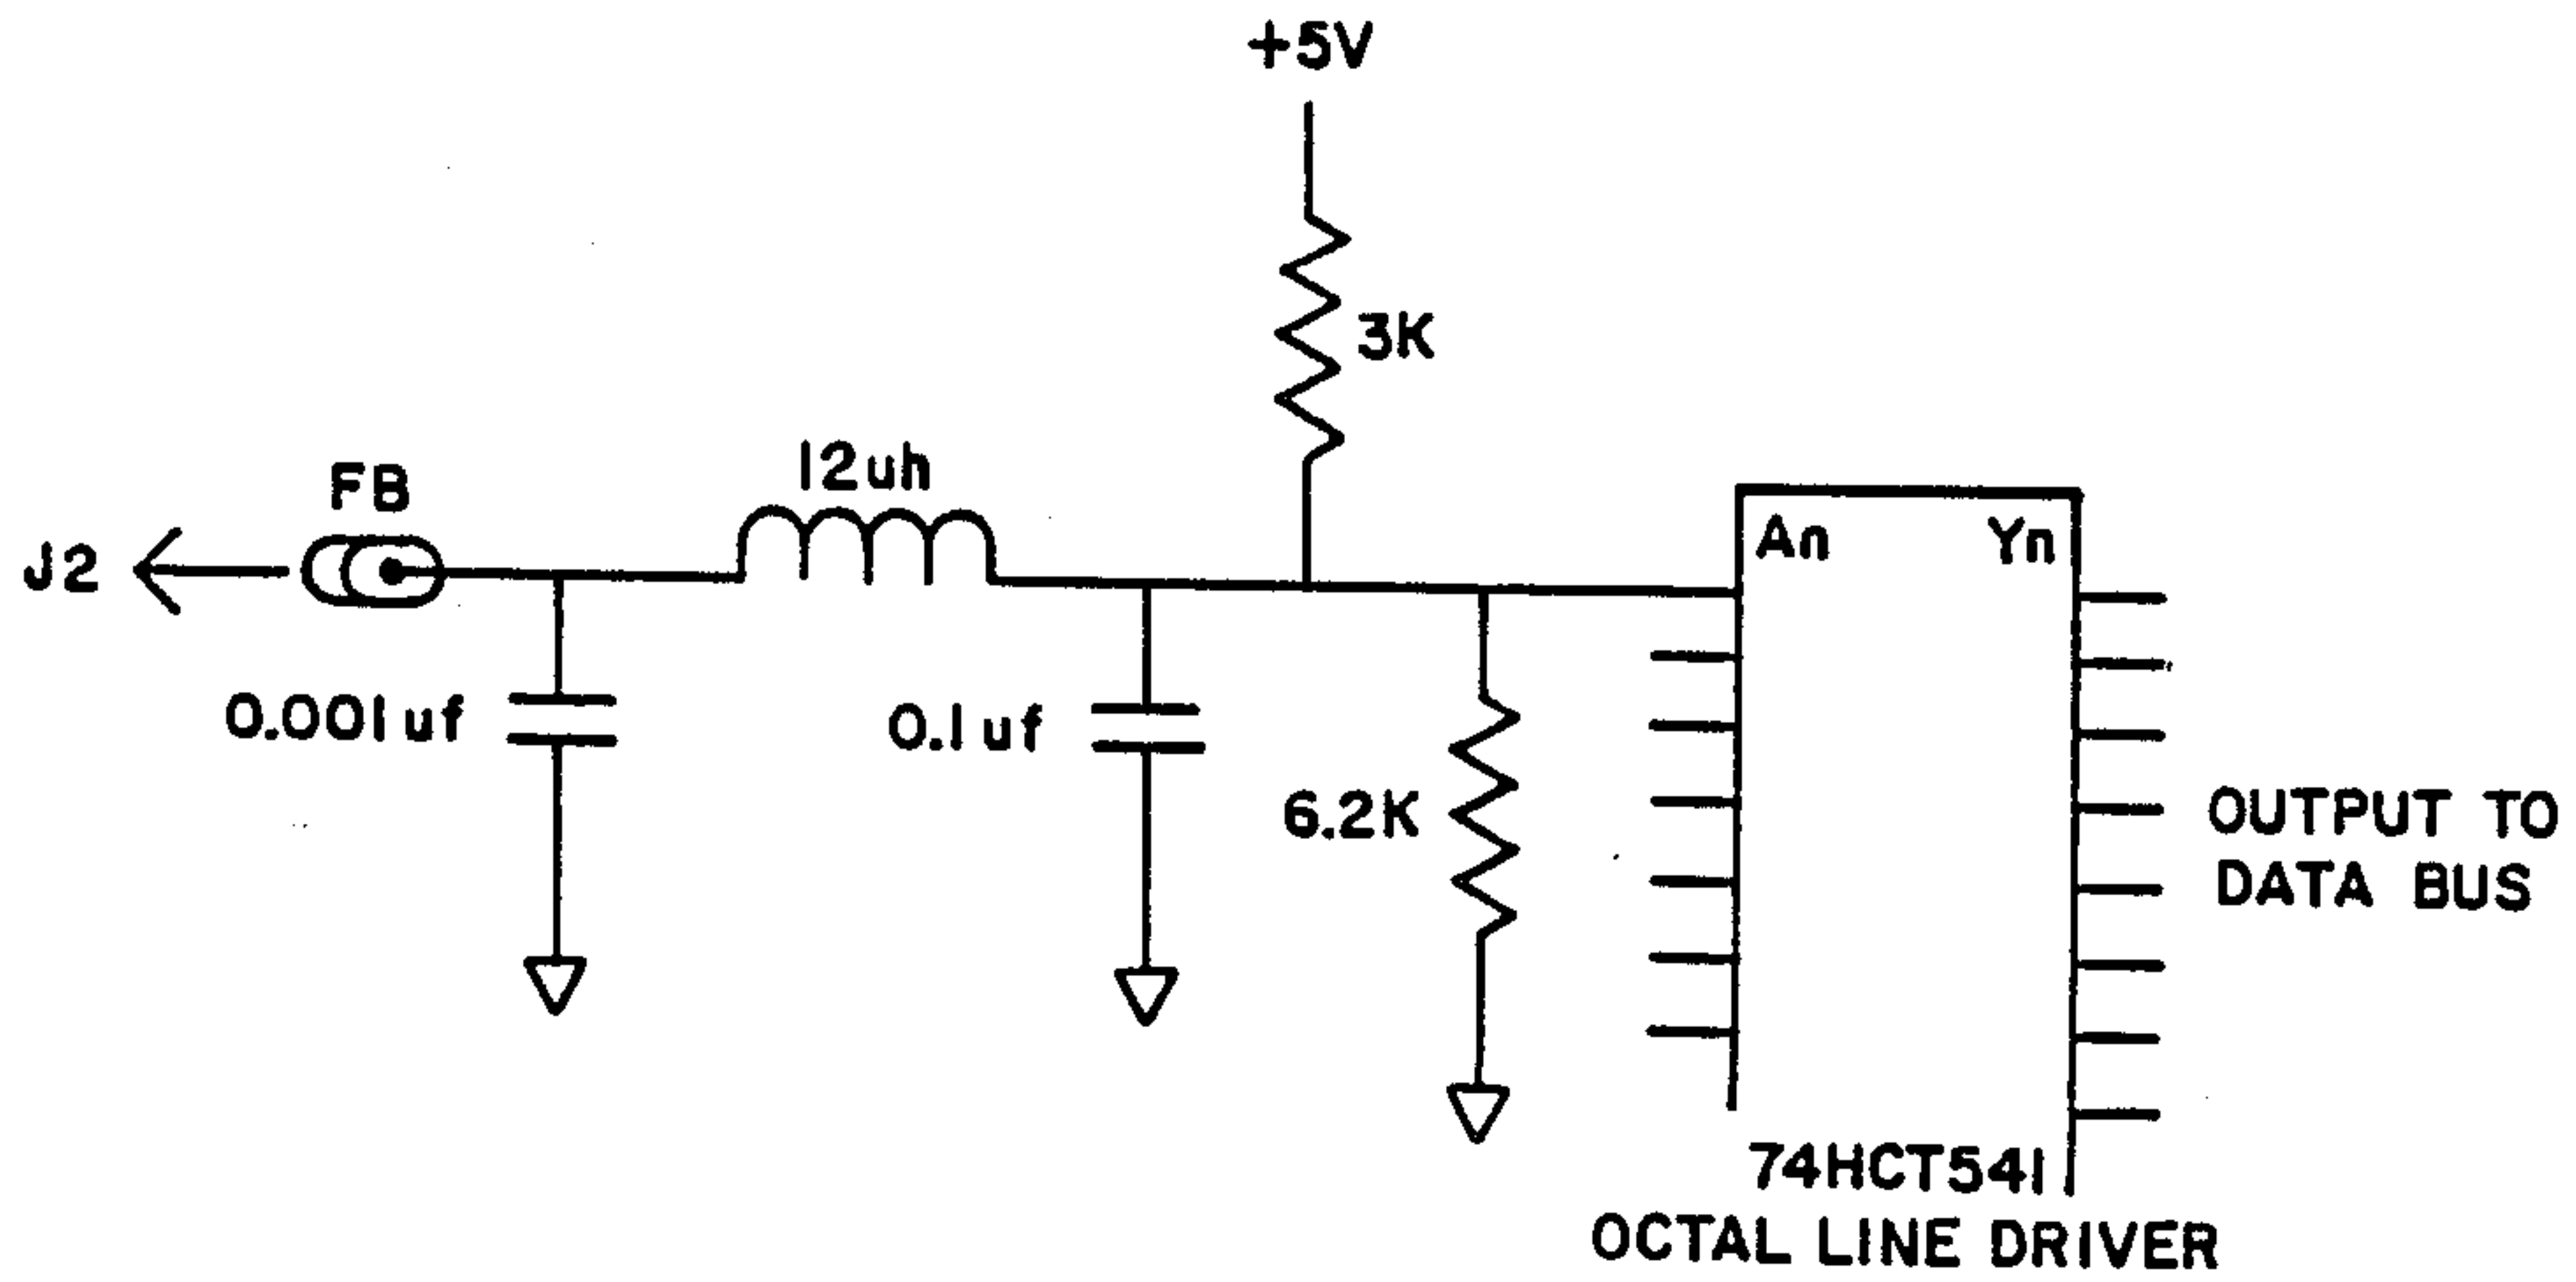 +5V
3K
12uh
FB
J2
An
Yn
0.001uf
0.1uf
6.2K
OUTPUT TO
DATA BUS
74HCT541
OCTAL LINE DRIVER